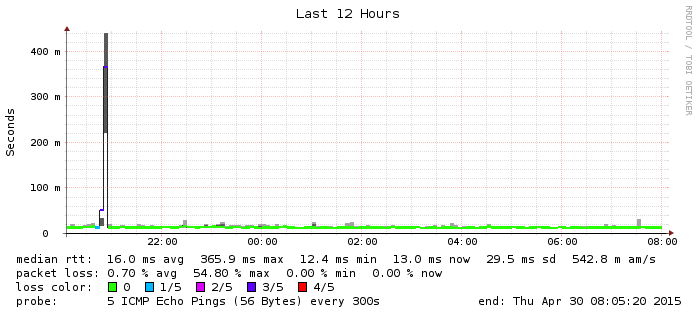 Last 12 Hours
RRDTOOL / TOBI OETIKER
Seconds
400 m
300 m
200 m
100 m
0
22:00 00:00 02:00 04:00 06:00 08:00
median rtt: 16.0 ms avg 365.9 ms max 12.4 ms min 13.0 ms now 29.5 ms sd 542.8 m am/s
packet loss: 0.70 % avg 54.80 % max 0.00 % min 0.00 % now
loss color: 0 1/5 2/5 3/5 4/5
probe: 5 ICMP Echo Pings (56 Bytes) every 300s end: Thu Apr 30 08:05:20 2015